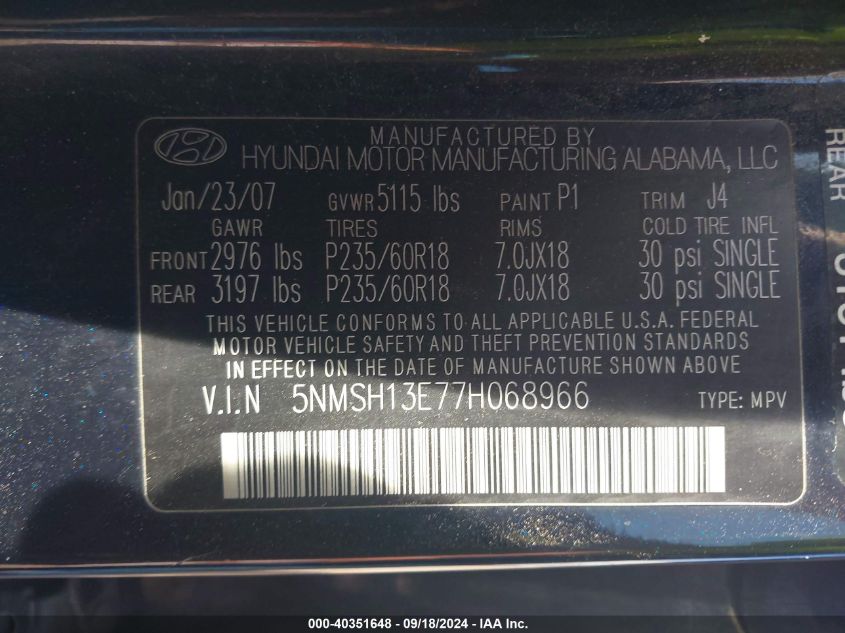 MANUFACTURED BY
HYUNDAI MOTOR MANUFACTURING ALABAMA, LLC
Jan/23/07 GVWR 5115 lbs PAINT P1 TRIM J4
GAWR TIRES RIMS COLD TIRE INFL
FRONT 2976 lbs P235/60R18 7.0JX18 30 psi SINGLE
REAR 3197 lbs P235/60R18 7.0JX18 30 psi SINGLE
THIS VEHICLE CONFORMS TO ALL APPLICABLE U.S.A. FEDERAL
MOTOR VEHICLE SAFETY AND THEFT PREVENTION STANDARDS
IN EFFECT ON THE DATE OF MANUFACTURE SHOWN ABOVE
V.I.N 5NMSH13E77H068966 TYPE: MPV
REAR
000-40351648 - 09/18/2024 - IAA Inc.